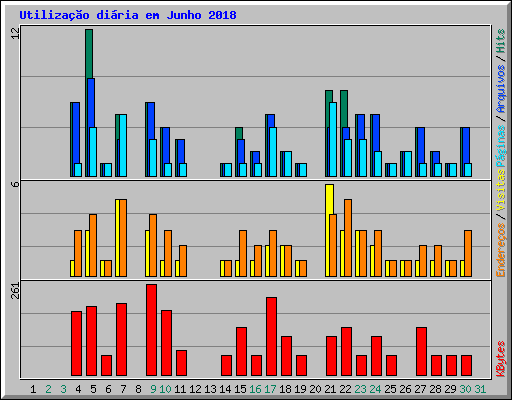 Utilização diária em Junho 2018
12
6
261
Endereços / Visitas Páginas / Arquivos / Hits
KBytes
1 2 3 4 5 6 7 8 9 10 11 12 13 14 15 16 17 18 19 20 21 22 23 24 25 26 27 28 29 30 31